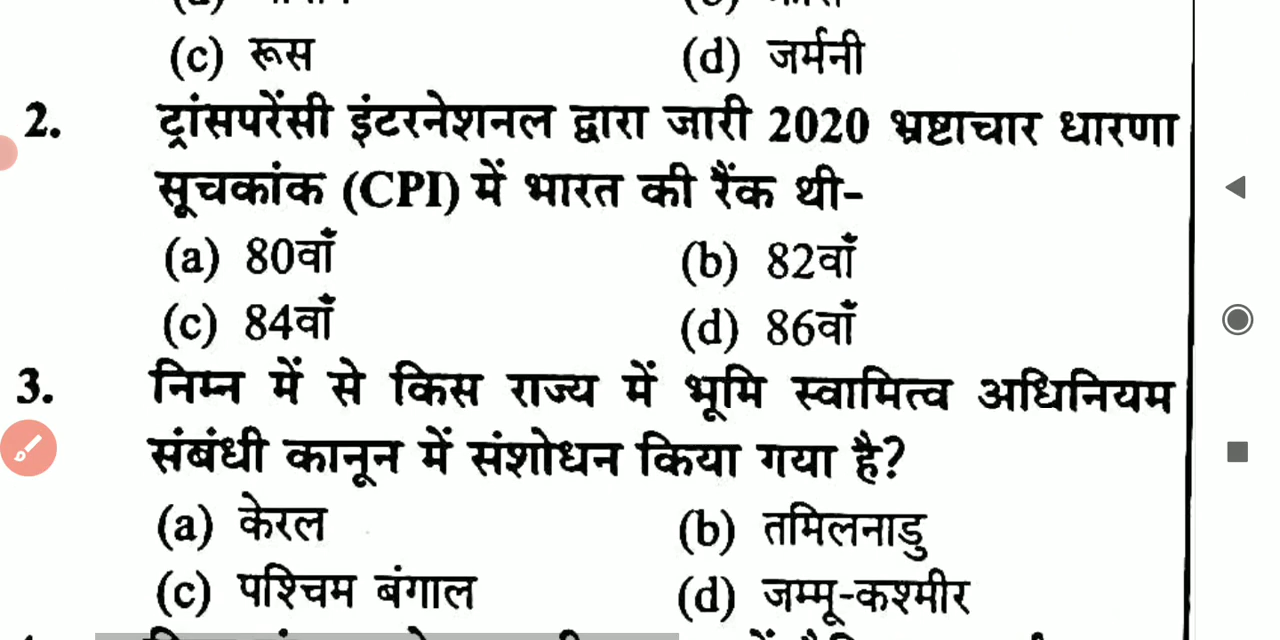 (c) रूस (d) जर्मनी
2. ट्रांसपरेंसी इंटरनेशनल द्वारा जारी 2020 भ्रष्टाचार धारणा
सूचकांक (CPI) में भारत की रैंक थी-
(a) 80वाँ (b) 82वाँ
(c) 84वाँ (d) 86वाँ
3. निम्न में से किस राज्य में भूमि स्वामित्व अधिनियम
संबंधी कानून में संशोधन किया गया है?
(a) केरल (b) तमिलनाडु
(c) पश्चिम बंगाल (d) जम्मू-कश्मीर